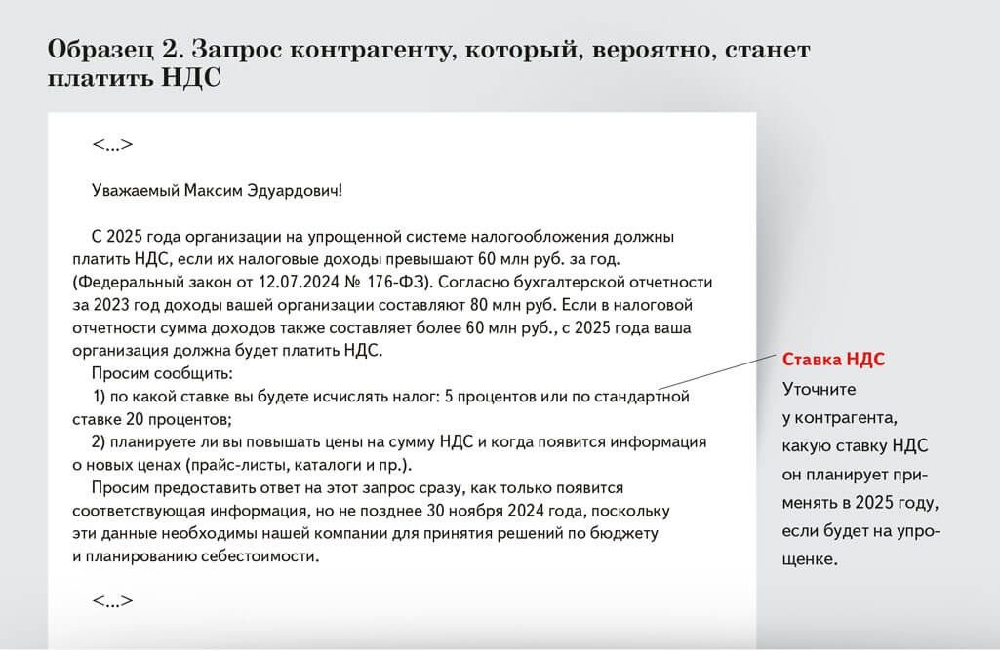 Образец 2. Запрос контрагенту, который, вероятно, станет
платить НДС
<...>
Уважаемый Максим Эдуардович!
С 2025 года организации на упрощенной системе налогообложения должны
платить НДС, если их налоговые доходы превышают 60 млн руб. за год.
(Федеральный закон от 12.07.2024 № 176-ФЗ). Согласно бухгалтерской отчетности
за 2023 год доходы вашей организации составляют 80 млн руб. Если в налоговой
отчетности сумма доходов также составляет более 60 млн руб., с 2025 года ваша
организация должна будет платить НДС.
Просим сообщить:
1) по какой ставке вы будете исчислять налог: 5 процентов или по стандартной
ставке 20 процентов;
2) планируете ли вы повышать цены на сумму НДС и когда появится информация
о новых ценах (прайс-листы, каталоги и пр.).
Просим предоставить ответ на этот запрос сразу, как только появится
соответствующая информация, но не позднее 30 ноября 2024 года, поскольку
эти данные необходимы нашей компании для принятия решений по бюджету
и планированию себестоимости.
<...>
Ставка НДС
Уточните
у контрагента,
какую ставку НДС
он планирует при-
менять в 2025 году,
если будет на упро-
щенке.